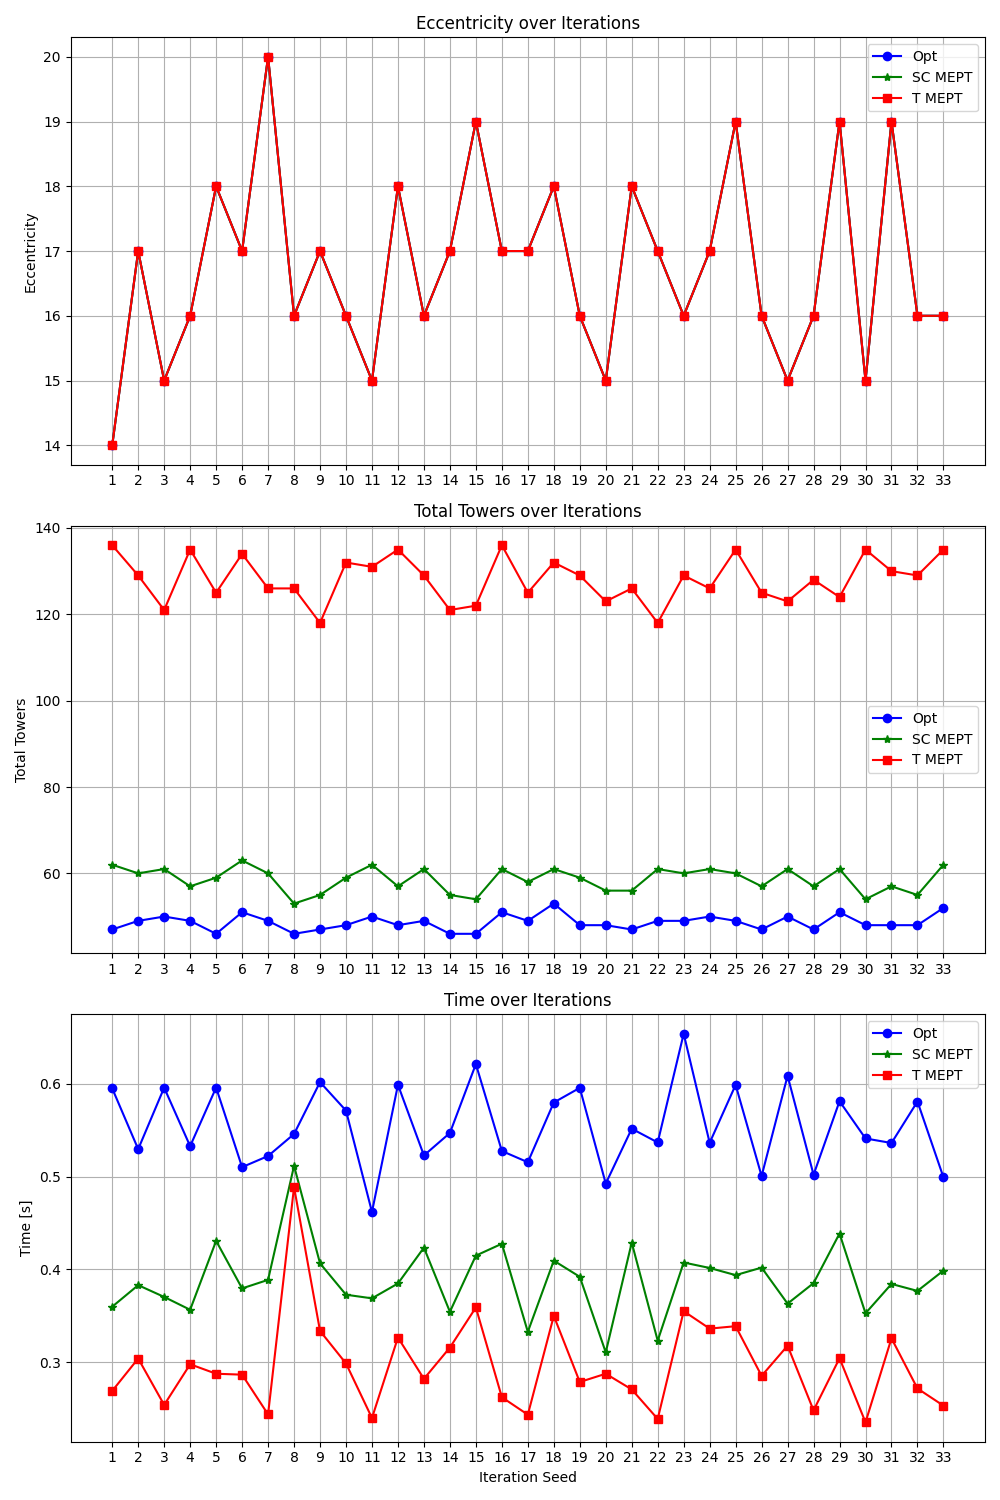 Eccentricity over Iterations
Eccentricity
20
19
18
17
16
15
14
Opt
SC MEPT
T MEPT
1 2 3 4 5 6 7 8 9 10 11 12 13 14 15 16 17 18 19 20 21 22 23 24 25 26 27 28 29 30 31 32 33
Total Towers over Iterations
Total Towers
140
120
100
80
60
Opt
SC MEPT
T MEPT
1 2 3 4 5 6 7 8 9 10 11 12 13 14 15 16 17 18 19 20 21 22 23 24 25 26 27 28 29 30 31 32 33
Time over Iterations
Time [s]
0.6
0.5
0.4
0.3
Opt
SC MEPT
T MEPT
1 2 3 4 5 6 7 8 9 10 11 12 13 14 15 16 17 18 19 20 21 22 23 24 25 26 27 28 29 30 31 32 33
Iteration Seed